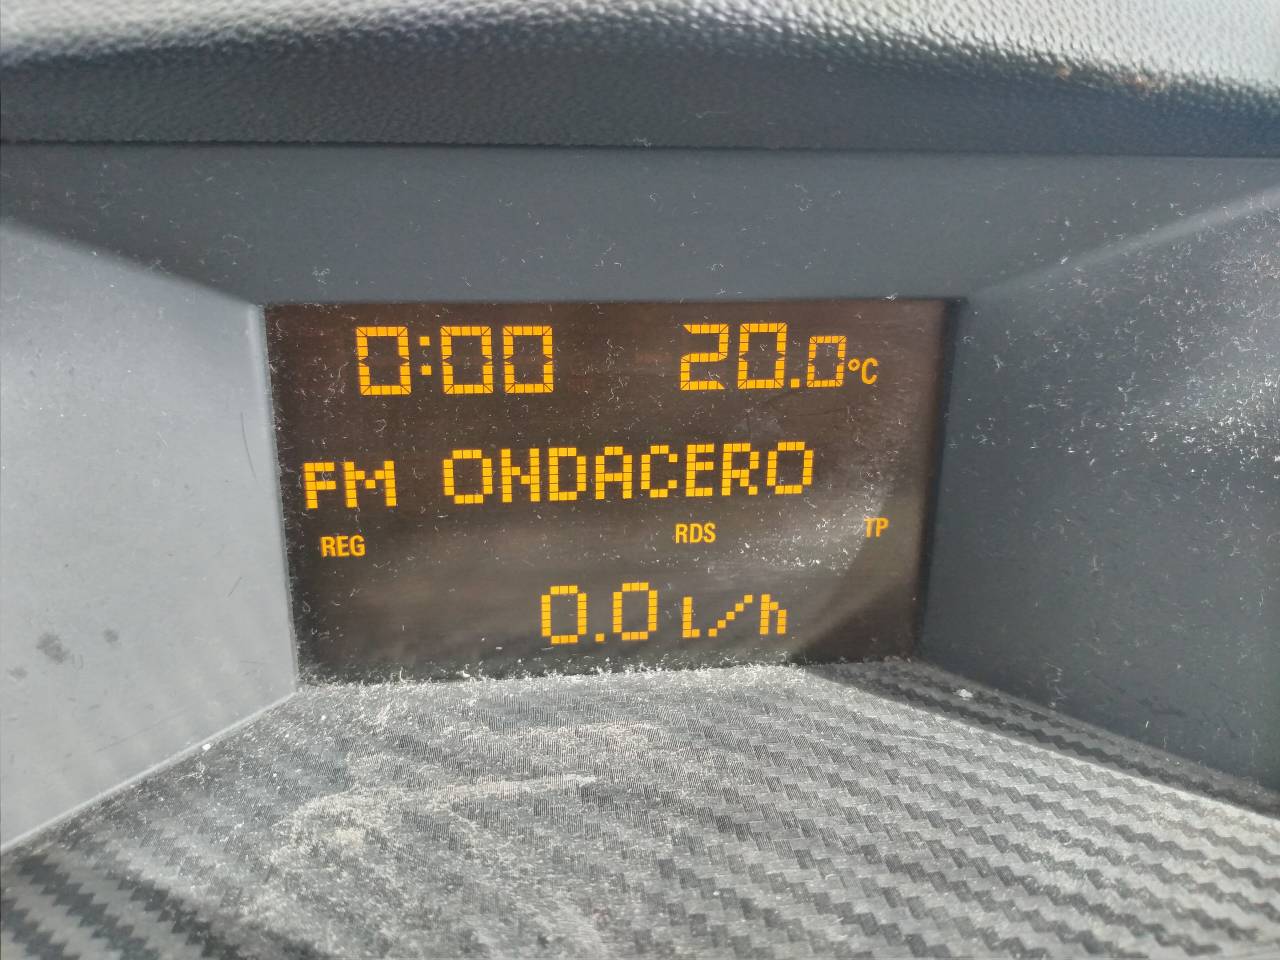 0:00 20.0°C
FM ONDACERO
REG RDS TP
0.0 L/h